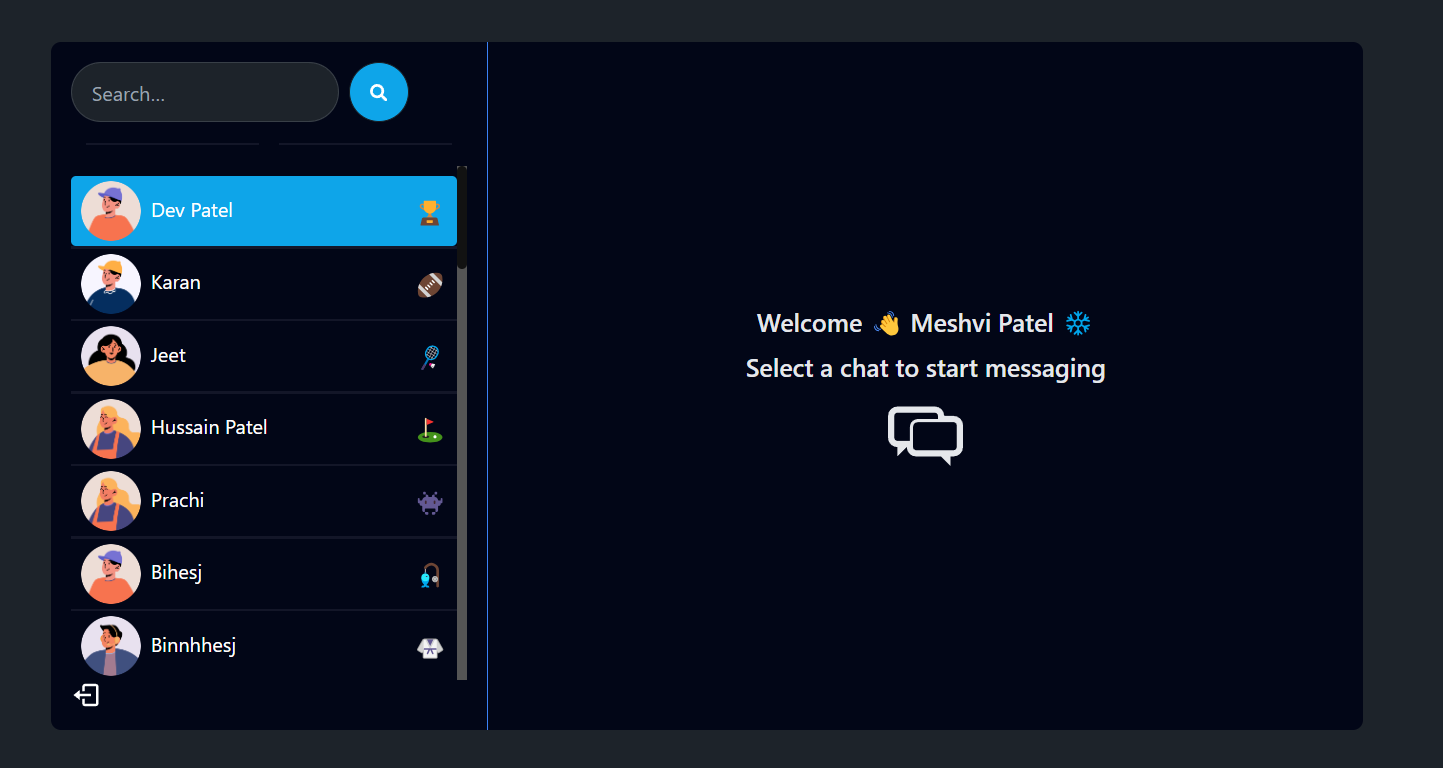 Search...
Dev Patel
Karan
Jeet
Hussain Patel
Prachi
Bihesj
Binnhhesj
Welcome 👋 Meshvi Patel ❄
Select a chat to start messaging